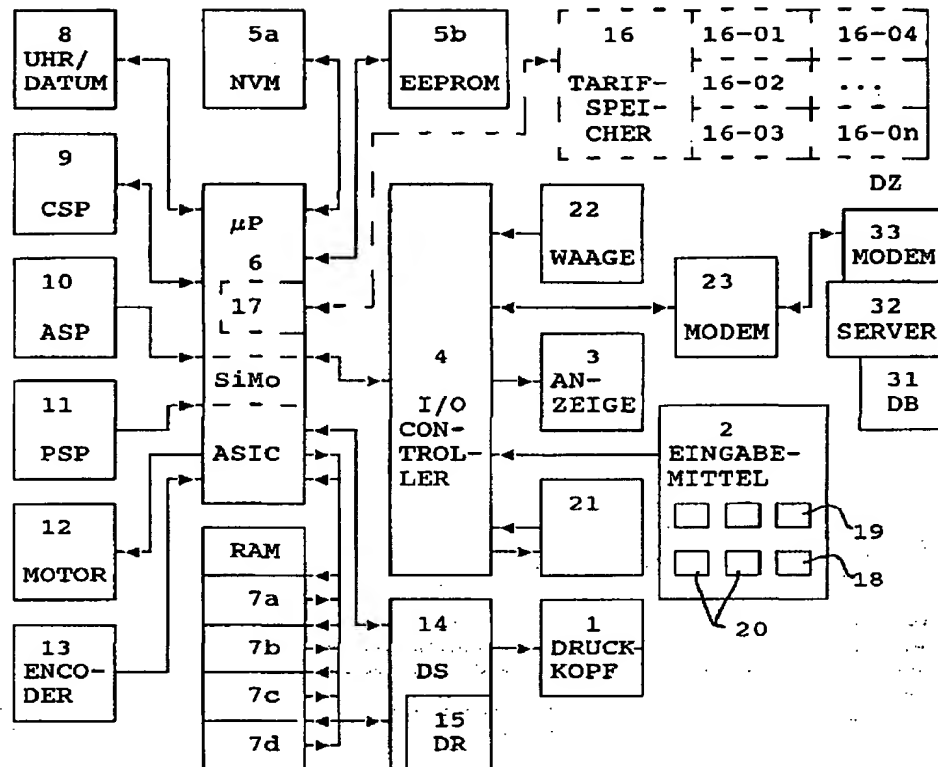 8
UHR/
DATUM
5a
NVM
5b
EEPROM
16
TARIF-
SPEI-
CHER
16-01
16-02
16-03
16-04
...
16-0n
DZ
9
CSP
10
ASP
11
PSP
12
MOTOR
13
ENCO-
DER
µP
6
17
SiMo
ASIC
RAM
7a
7b
7c
7d
4
I/O
CON-
TROL-
LER
14
DS
15
DR
22
WAAGE
3
AN-
ZEIGE
21
1
DRUCK-
KOPF
23
MODEM
33
MODEM
32
SERVER
31
DB
2
EINGABE-
MITTEL
19
18
20